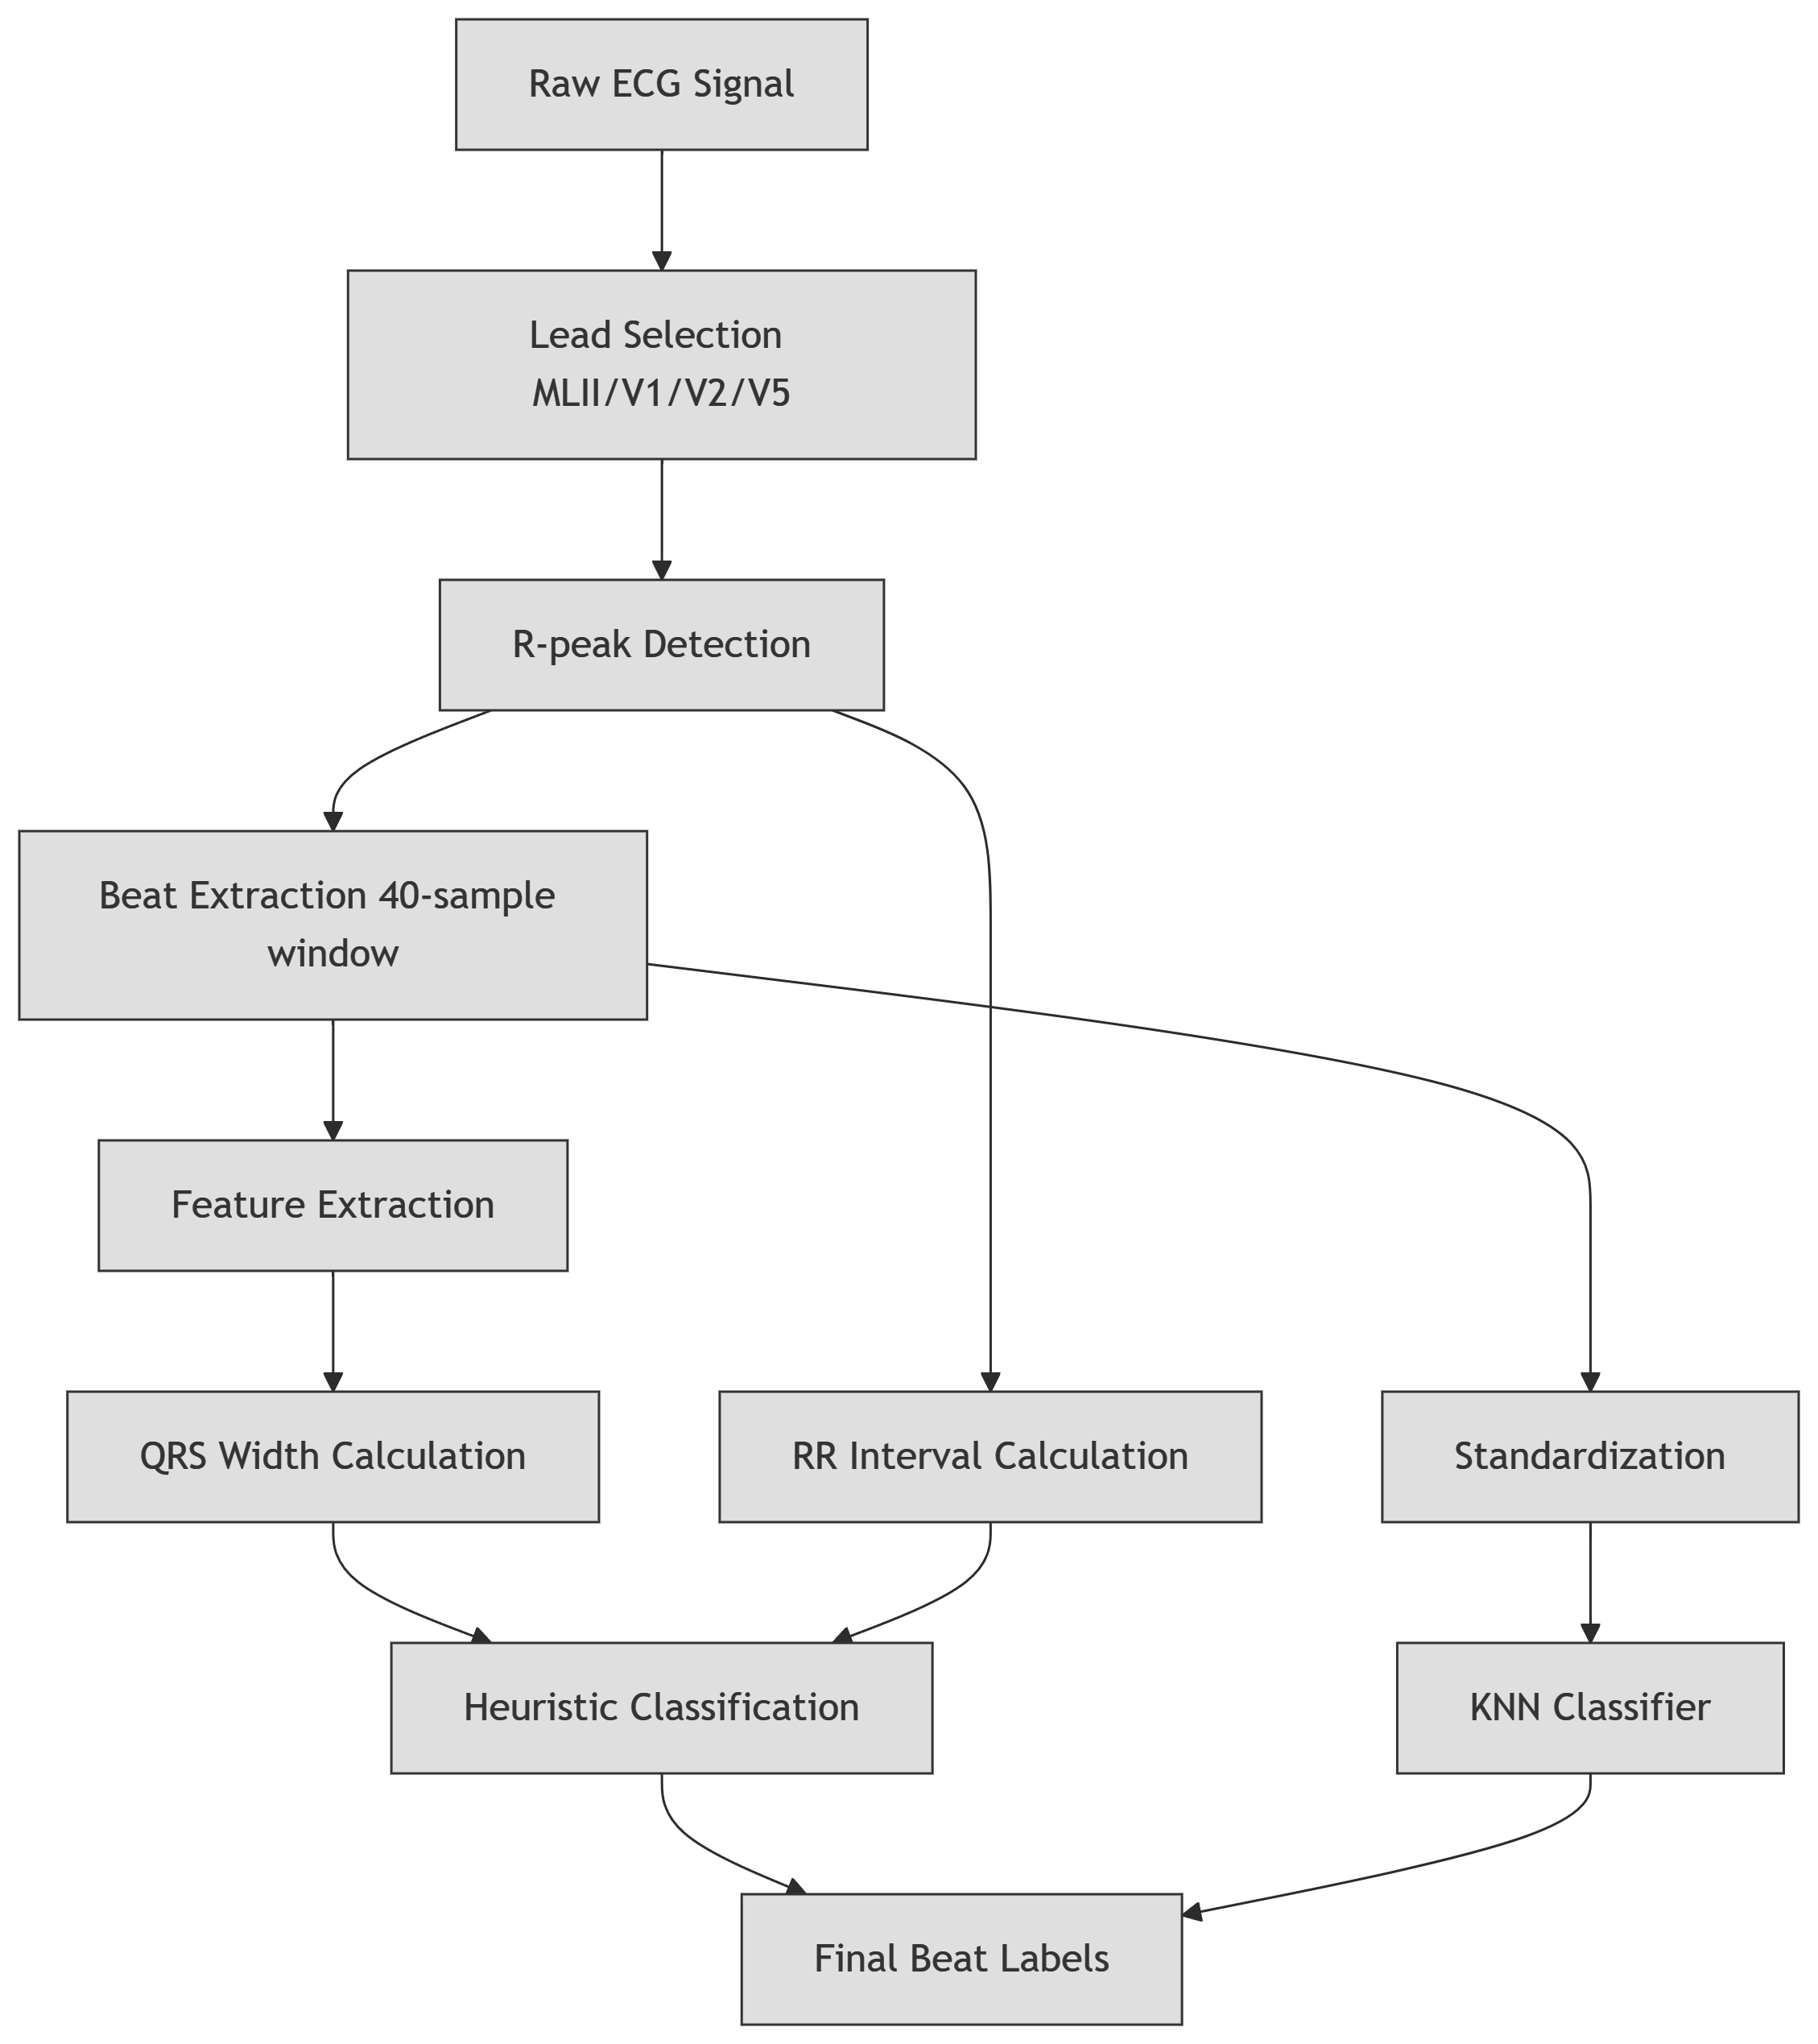 Raw ECG Signal
Lead Selection
MLII/V1/V2/V5
R-peak Detection
Beat Extraction 40-sample
window
Feature Extraction
QRS Width Calculation
RR Interval Calculation
Standardization
Heuristic Classification
KNN Classifier
Final Beat Labels